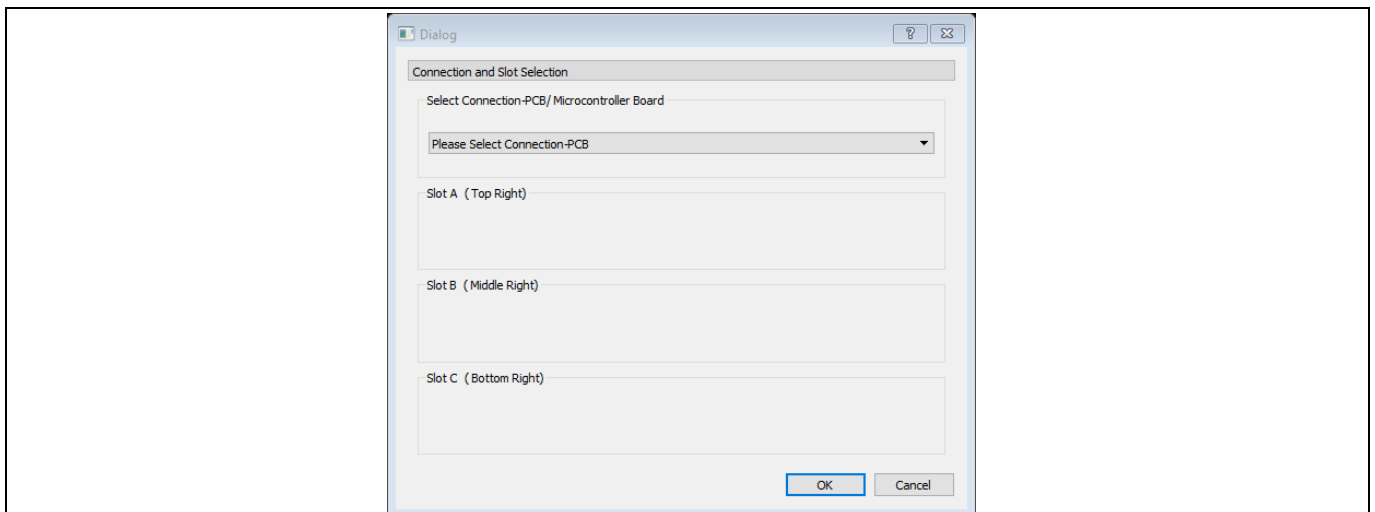 Dialog
Connection and Slot Selection
Select Connection-PCB/ Microcontroller Board
Please Select Connection-PCB
Slot A ( Top Right)
Slot B ( Middle Right)
Slot C ( Bottom Right)
OK Cancel